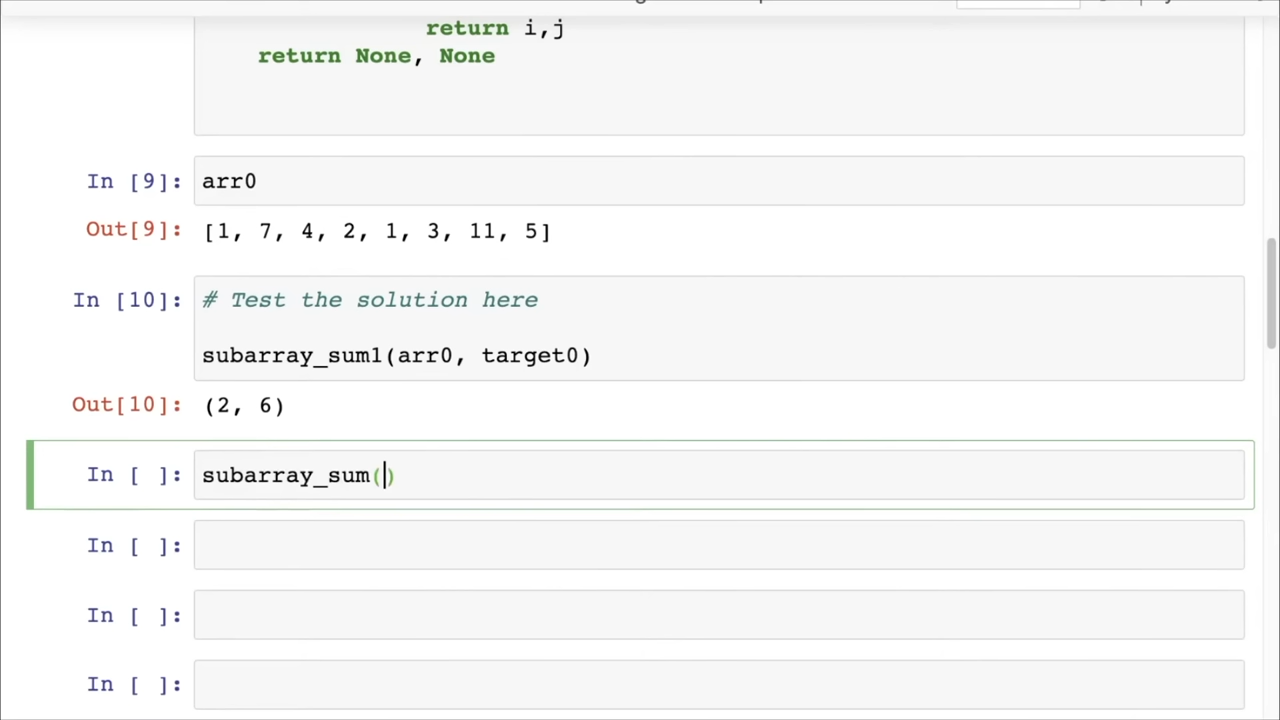 return i,j
return None, None
In [9]: arr0
Out[9]: [1, 7, 4, 2, 1, 3, 11, 5]
In [10]: # Test the solution here
subarray_sum1(arr0, target0)
Out[10]: (2, 6)
In [ ]: subarray_sum()
In [ ]:
In [ ]:
In [ ]: